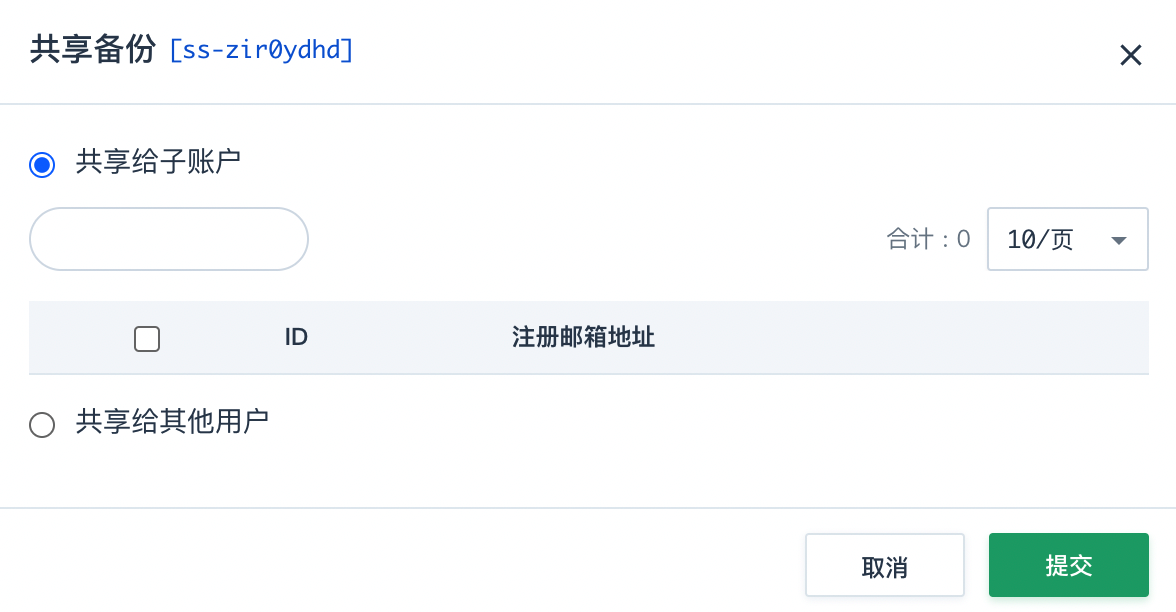 共享备份 [ss-zir0ydhd]
共享给子账户
合计：0 10/页
ID 注册邮箱地址
共享给其他用户
取消 提交